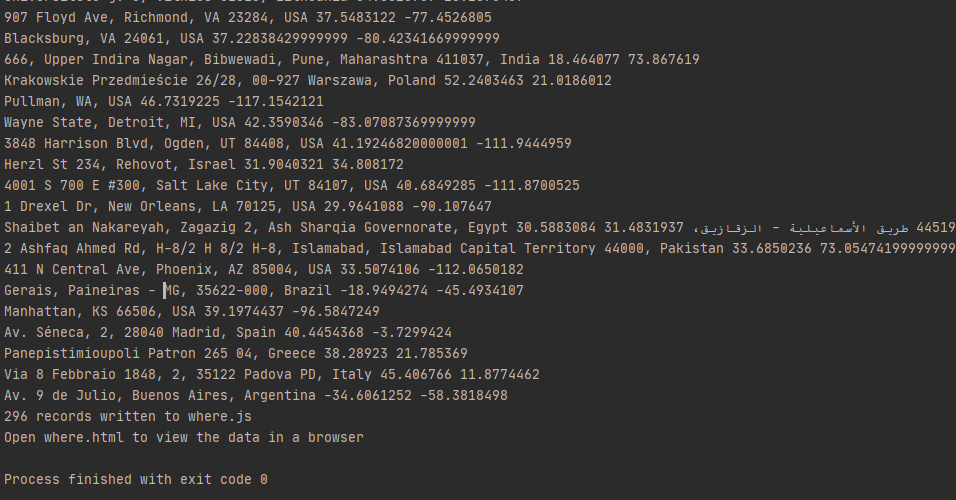 907 Floyd Ave, Richmond, VA 23284, USA 37.5483122 -77.4526805
Blacksburg, VA 24061, USA 37.22838429999999 -80.42341669999999
666, Upper Indira Nagar, Bibwewadi, Pune, Maharashtra 411037, India 18.464077 73.867619
Krakowskie Przedmieście 26/28, 00-927 Warszawa, Poland 52.2403463 21.0186012
Pullman, WA, USA 46.7319225 -117.1542121
Wayne State, Detroit, MI, USA 42.3590346 -83.07087369999999
3848 Harrison Blvd, Ogden, UT 84408, USA 41.19246820000001 -111.9444959
Herzl St 234, Rehovot, Israel 31.9040321 34.808172
4001 S 700 E #300, Salt Lake City, UT 84107, USA 40.6849285 -111.8700525
1 Drexel Dr, New Orleans, LA 70125, USA 29.9641088 -90.107647
Shaibet an Nakareyah, Zagazig 2, Ash Sharqia Governorate, Egypt 30.5883084 31.4831937 طريق الأسماعيلية - الزقازيق، 44519
2 Ashfaq Ahmed Rd, H-8/2 H 8/2 H-8, Islamabad, Islamabad Capital Territory 44000, Pakistan 33.6850236 73.05474199999999
411 N Central Ave, Phoenix, AZ 85004, USA 33.5074106 -112.0650182
Gerais, Paineiras - MG, 35622-000, Brazil -18.9494274 -45.4934107
Manhattan, KS 66506, USA 39.1974437 -96.5847249
Av. Séneca, 2, 28040 Madrid, Spain 40.4454368 -3.7299424
Panepistimioupoli Patron 265 04, Greece 38.28923 21.785369
Via 8 Febbraio 1848, 2, 35122 Padova PD, Italy 45.406766 11.8774462
Av. 9 de Julio, Buenos Aires, Argentina -34.6061252 -58.3818498
296 records written to where.js
Open where.html to view the data in a browser
Process finished with exit code 0